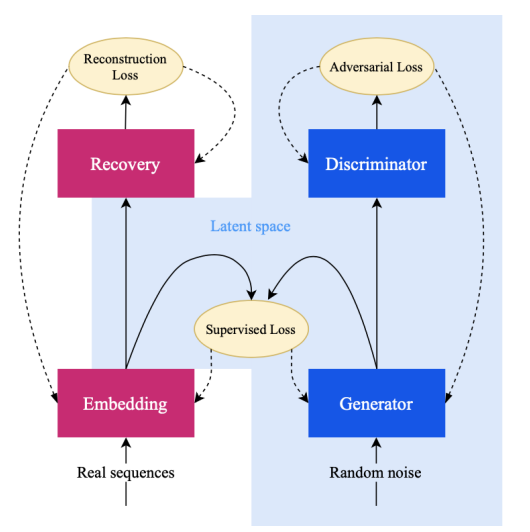 Reconstruction
Loss
Adversarial Loss
Recovery
Discriminator
Latent space
Supervised Loss
Embedding
Generator
Real sequences
Random noise